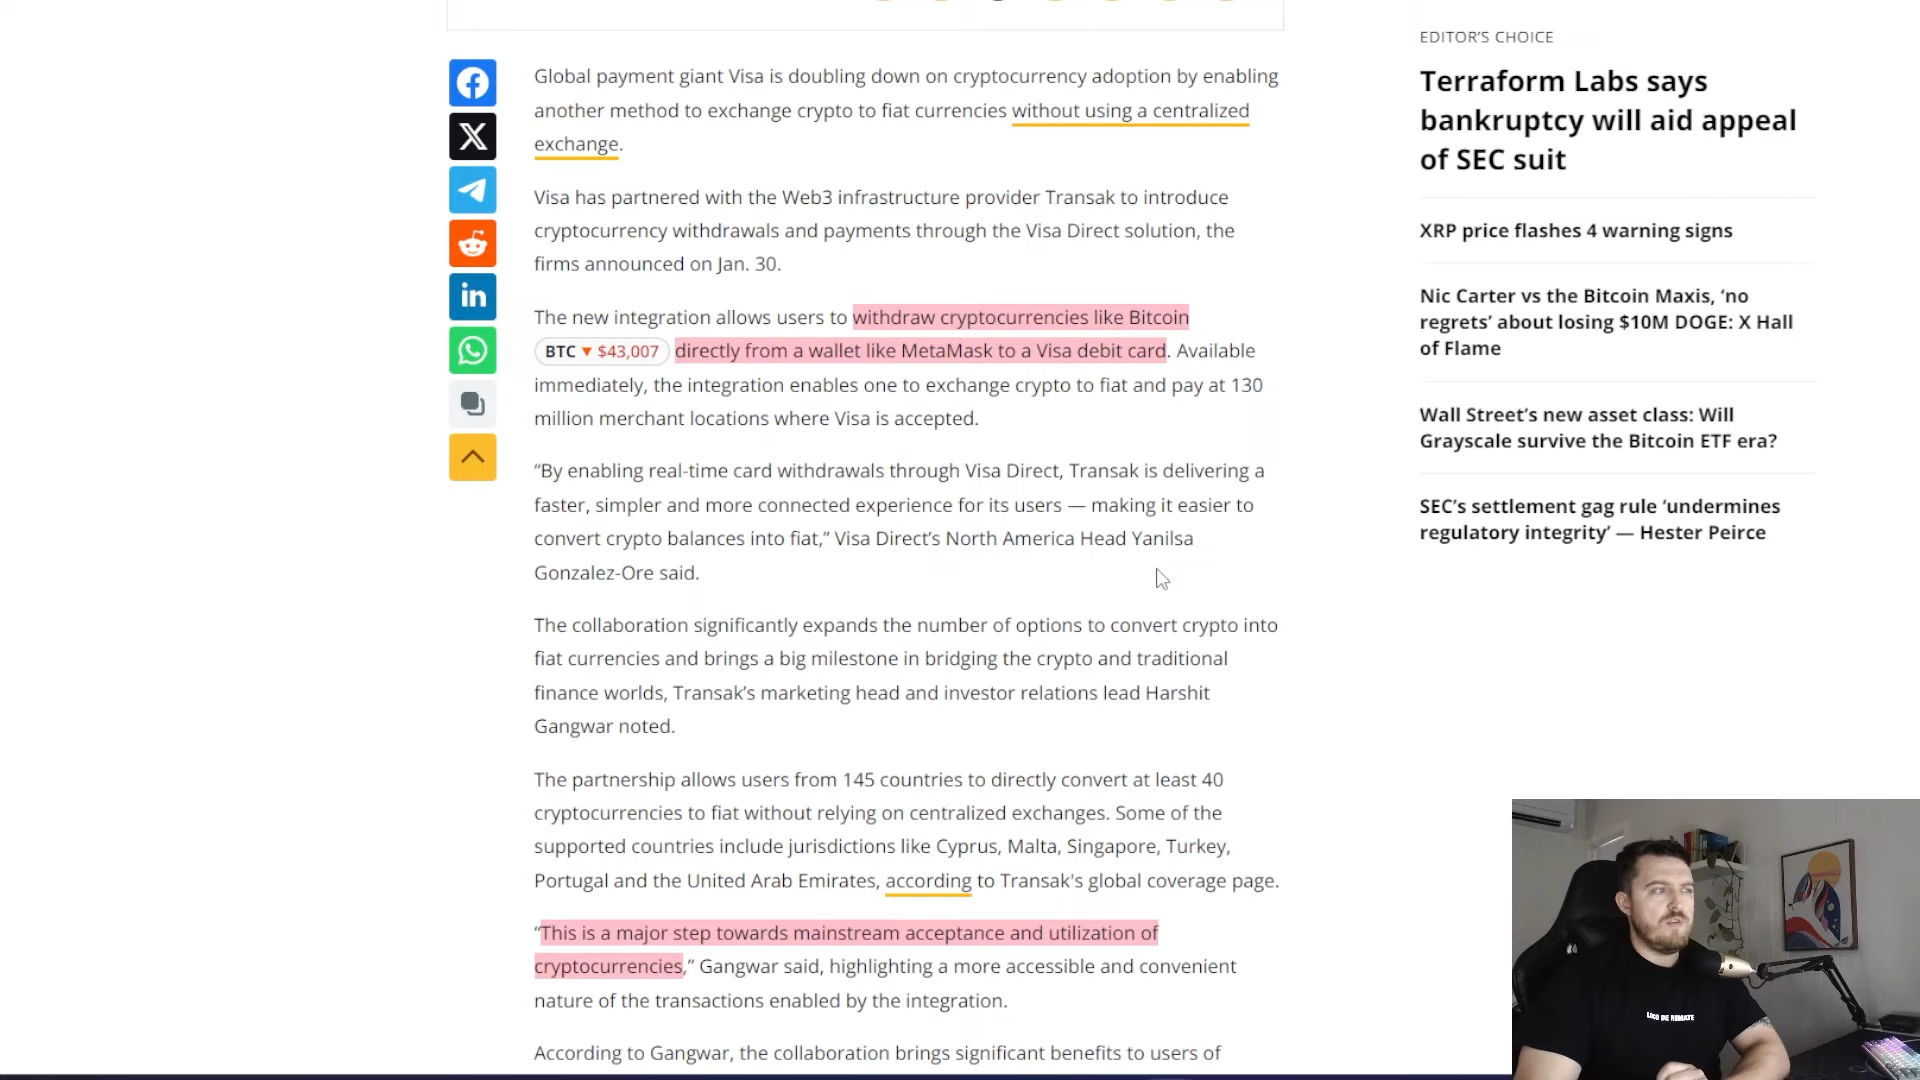 Global payment giant Visa is doubling down on cryptocurrency adoption by enabling
another method to exchange crypto to fiat currencies without using a centralized
exchange.
Visa has partnered with the Web3 infrastructure provider Transak to introduce
cryptocurrency withdrawals and payments through the Visa Direct solution, the
firms announced on Jan. 30.
The new integration allows users to withdraw cryptocurrencies like Bitcoin
BTC ▼ $43,007 directly from a wallet like MetaMask to a Visa debit card. Available
immediately, the integration enables one to exchange crypto to fiat and pay at 130
million merchant locations where Visa is accepted.
“By enabling real-time card withdrawals through Visa Direct, Transak is delivering a
faster, simpler and more connected experience for its users — making it easier to
convert crypto balances into fiat,” Visa Direct’s North America Head Yanilsa
Gonzalez-Ore said.
The collaboration significantly expands the number of options to convert crypto into
fiat currencies and brings a big milestone in bridging the crypto and traditional
finance worlds, Transak’s marketing head and investor relations lead Harshit
Gangwar noted.
The partnership allows users from 145 countries to directly convert at least 40
cryptocurrencies to fiat without relying on centralized exchanges. Some of the
supported countries include jurisdictions like Cyprus, Malta, Singapore, Turkey,
Portugal and the United Arab Emirates, according to Transak's global coverage page.
“This is a major step towards mainstream acceptance and utilization of
cryptocurrencies,” Gangwar said, highlighting a more accessible and convenient
nature of the transactions enabled by the integration.
According to Gangwar, the collaboration brings significant benefits to users of
EDITOR’S CHOICE
Terraform Labs says
bankruptcy will aid appeal
of SEC suit
XRP price flashes 4 warning signs
Nic Carter vs the Bitcoin Maxis, ‘no
regrets’ about losing $10M DOGE: X Hall
of Flame
Wall Street’s new asset class: Will
Grayscale survive the Bitcoin ETF era?
SEC’s settlement gag rule ‘undermines
regulatory integrity’ — Hester Peirce
LOCO DE REMATE